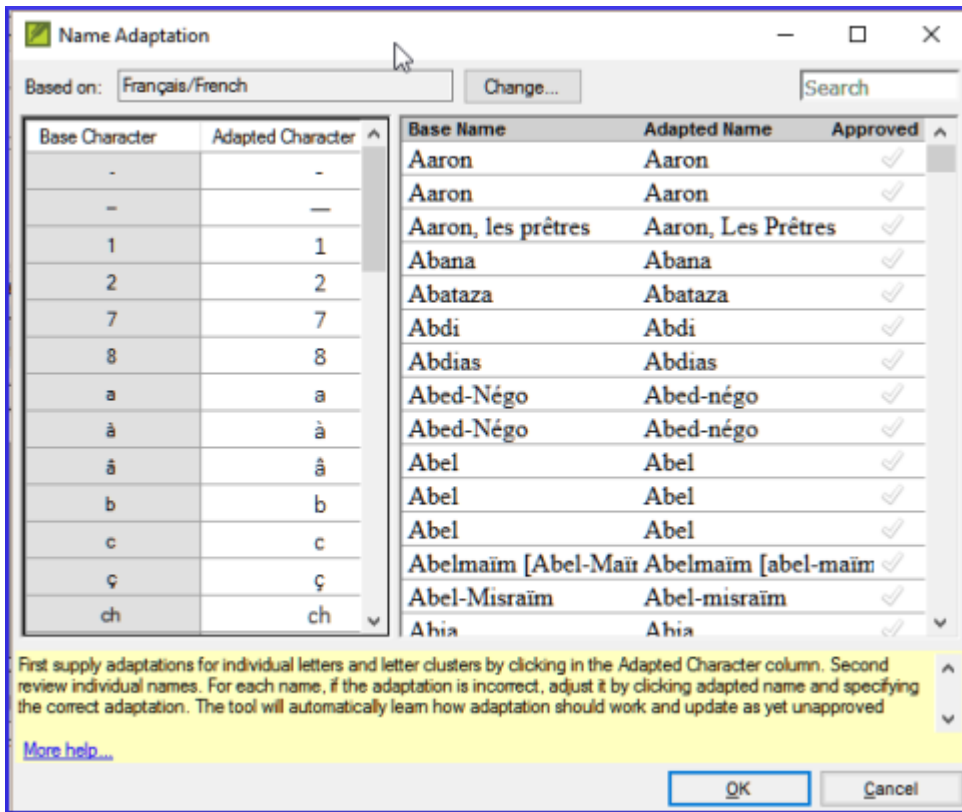 Name Adaptation
Based on: Français/French Change... Search
Base Character Adapted Character
- -
– —
1 1
2 2
7 7
8 8
a a
à à
â â
b b
c c
ç ç
ch ch
Base Name Adapted Name Approved
Aaron Aaron
Aaron Aaron
Aaron, les prêtres Aaron, Les Prêtres
Abana Abana
Abataza Abataza
Abdi Abdi
Abdias Abdias
Abed-Négo Abed-négo
Abed-Négo Abed-négo
Abel Abel
Abel Abel
Abel Abel
Abelmaïm [Abel-Maïm Abelmaïm [abel-maïm
Abel-Misraïm Abel-misraïm
Abia Abia
First supply adaptations for individual letters and letter clusters by clicking in the Adapted Character column. Second
review individual names. For each name, if the adaptation is incorrect, adjust it by clicking adapted name and specifying
the correct adaptation. The tool will automatically learn how adaptation should work and update as yet unapproved
More help...
OK Cancel